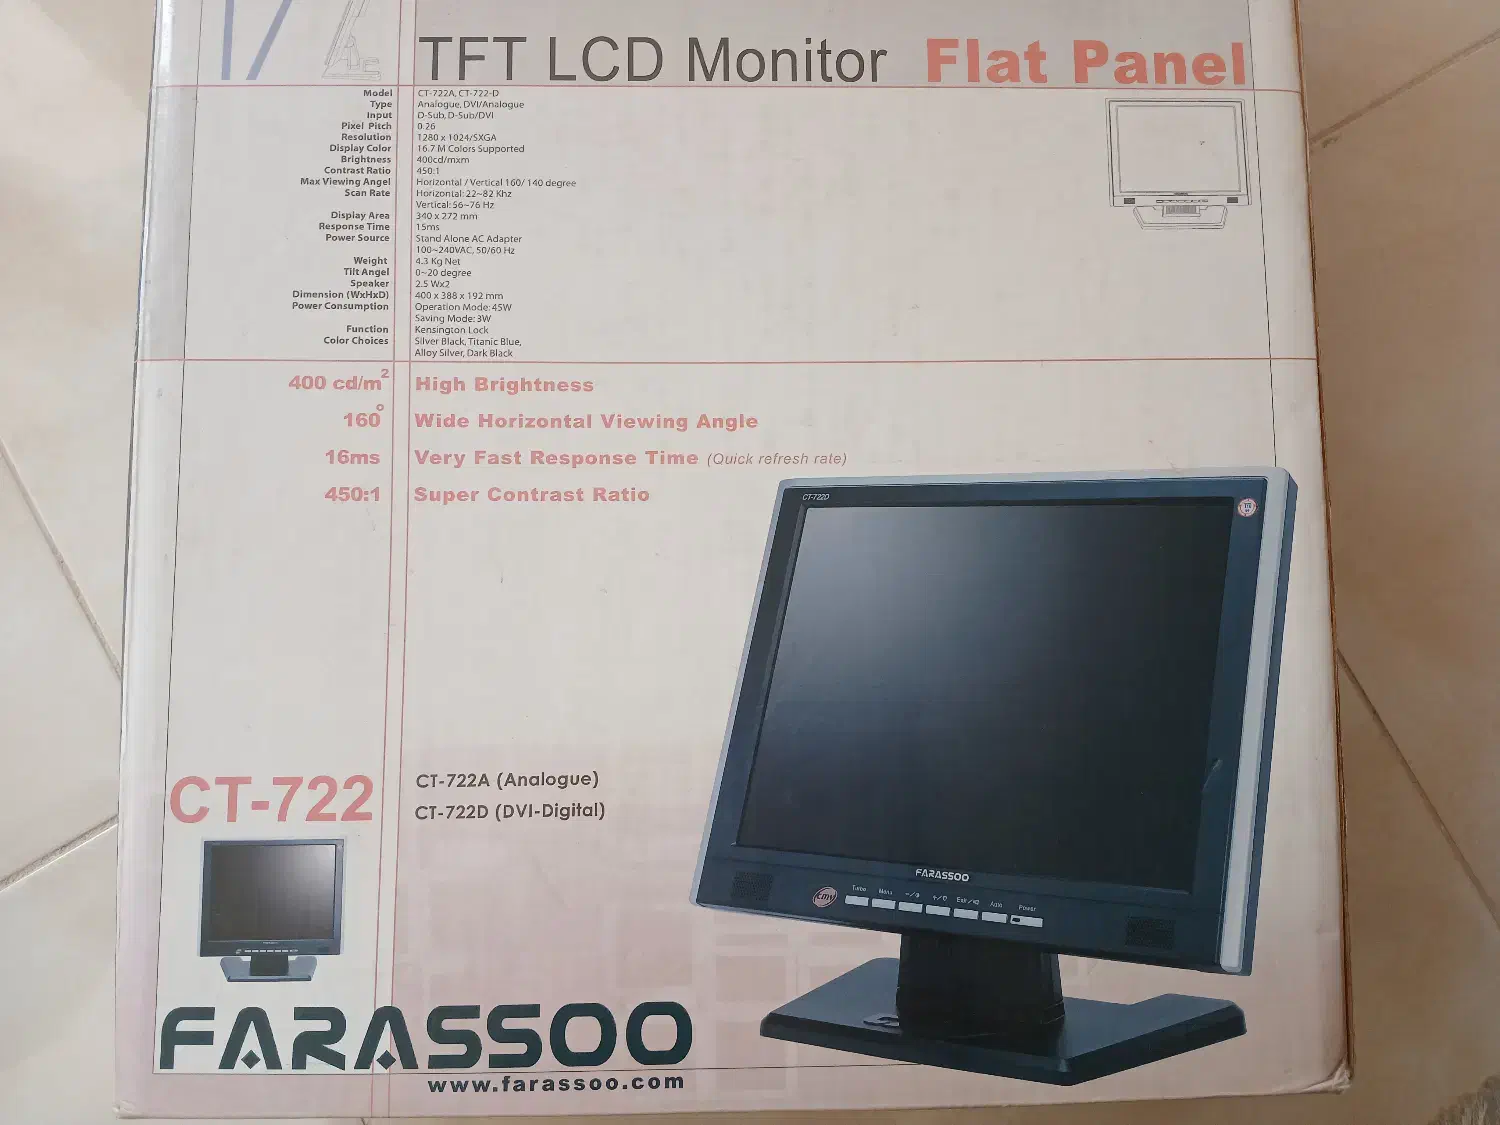 17
TFT LCD Monitor Flat Panel
Model CT-722A, CT-722-D
Type Analogue, DVI/Analogue
Input D-Sub, D-Sub/DVI
Pixel Pitch 0.26
Resolution 1280 x 1024/SXGA
Display Color 16.7 M Colors Supported
Brightness 400cd/mxm
Contrast Ratio 450:1
Max Viewing Angel Horizontal / Vertical 160/ 140 degree
Scan Rate Horizontal: 22~82 Khz
Vertical: 56~76 Hz
Display Area 340 x 272 mm
Response Time 15ms
Power Source Stand Alone AC Adapter
100~240VAC, 50/60 Hz
Weight 4.3 Kg Net
Tilt Angel 0~20 degree
Speaker 2.5 Wx2
Dimension (WxHxD) 400 x 388 x 192 mm
Power Consumption Operation Mode: 45W
Saving Mode: 3W
Function Kensington Lock
Color Choices Silver Black, Titanic Blue,
Alloy Silver, Dark Black
400 cd/m² High Brightness
160° Wide Horizontal Viewing Angle
16ms Very Fast Response Time (Quick refresh rate)
450:1 Super Contrast Ratio
CT-722D
CT-722
CT-722A (Analogue)
CT-722D (DVI-Digital)
FARASSOO
cmv
Turbo Menu Exit Auto Power
FARASSOO
www.farassoo.com